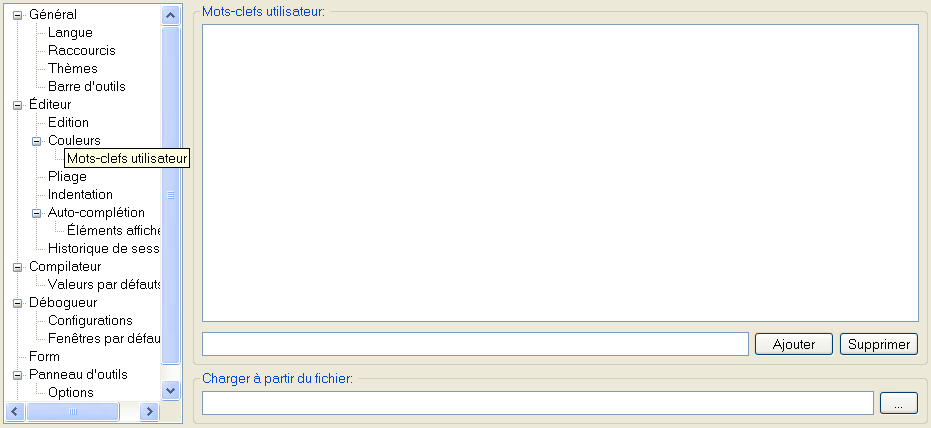 Général
Langue
Raccourcis
Thèmes
Barre d'outils
Éditeur
Edition
Couleurs
Mots-clefs utilisateur
Pliage
Indentation
Auto-complétion
Éléments affiché
Historique de sess
Compilateur
Valeurs par défauts
Débogueur
Configurations
Fenêtres par défau
Form
Panneau d'outils
Options
Mots-clefs utilisateur:
Ajouter
Supprimer
Charger à partir du fichier:
...